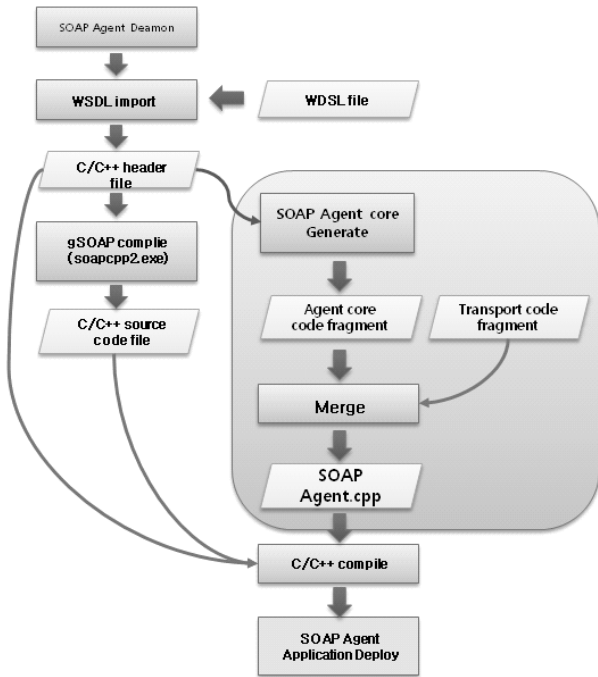 SOAP Agent Deamon
WSDL import
WDSL file
C/C++ header
file
SOAP Agent core
Generate
gSOAP complie
(soapcpp2.exe)
Agent core
code fragment
Transport code
fragment
C/C++ source
code file
Merge
SOAP
Agent.cpp
C/C++ compile
SOAP Agent
Application Deploy